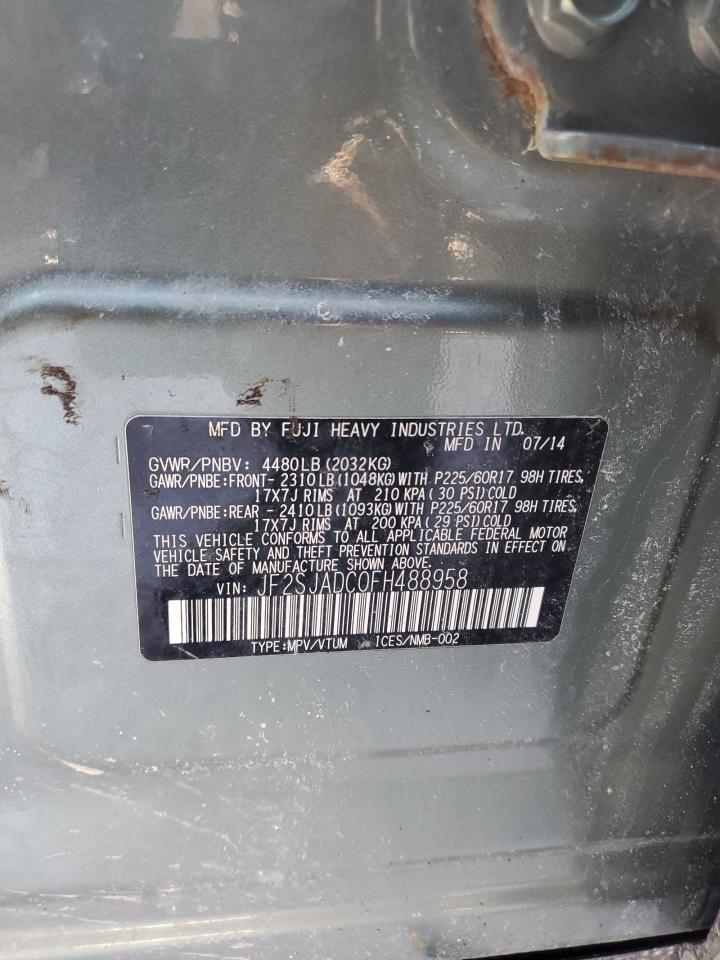 MFD BY FUJI HEAVY INDUSTRIES LTD.
MFD IN 07/14
GVWR/PNBV: 4480LB(2032KG)
GAWR/PNBE:FRONT- 2310LB(1048KG)WITH P225/60R17 98H TIRES,
17X7J RIMS AT 210 KPA( 30 PSI)COLD
GAWR/PNBE:REAR - 2410LB(1093KG)WITH P225/60R17 98H TIRES,
17X7J RIMS AT 200 KPA( 29 PSI)COLD
THIS VEHICLE CONFORMS TO ALL APPLICABLE FEDERAL MOTOR
VEHICLE SAFETY AND THEFT PREVENTION STANDARDS IN EFFECT ON
THE DATE OF MANUFACTURE SHOWN ABOVE.
VIN: JF2SJADC0FH488958
TYPE:MPV/VTUM ICES/NMB-002